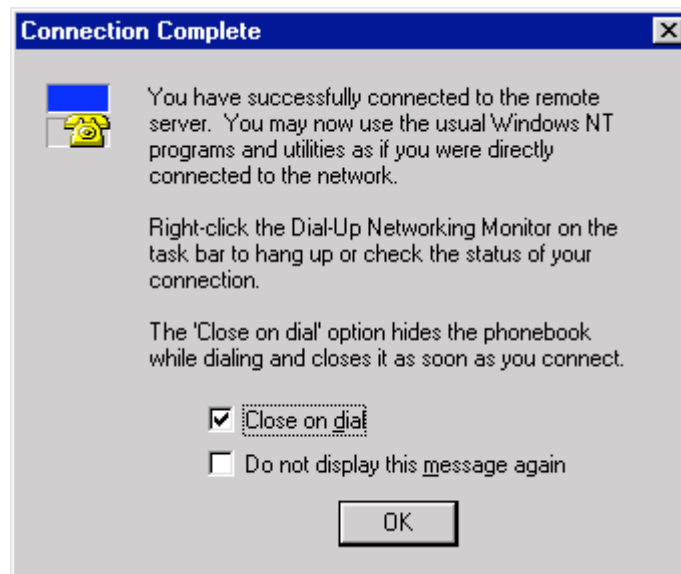 Connection Complete
You have successfully connected to the remote
server.  You may now use the usual Windows NT
programs and utilities as if you were directly
connected to the network.
Right-click the Dial-Up Networking Monitor on the
task bar to hang up or check the status of your
connection.
The 'Close on dial' option hides the phonebook
while dialing and closes it as soon as you connect.
Close on dial
Do not display this message again
OK